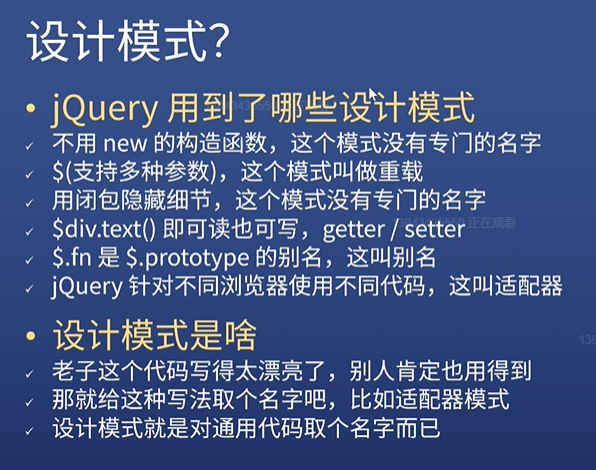 设计模式？
• jQuery 用到了哪些设计模式
✓ 不用 new 的构造函数，这个模式没有专门的名字
✓ $(支持多种参数)，这个模式叫做重载
✓ 用闭包隐藏细节，这个模式没有专门的名字
✓ $div.text() 即可读也可写，getter / setter
✓ $.fn 是 $.prototype 的别名，这叫别名
✓ jQuery 针对不同浏览器使用不同代码，这叫适配器
• 设计模式是啥
✓ 老子这个代码写得太漂亮了，别人肯定也用得到
✓ 那就给这种写法取个名字吧，比如适配器模式
✓ 设计模式就是对通用代码取个名字而已
正在观看